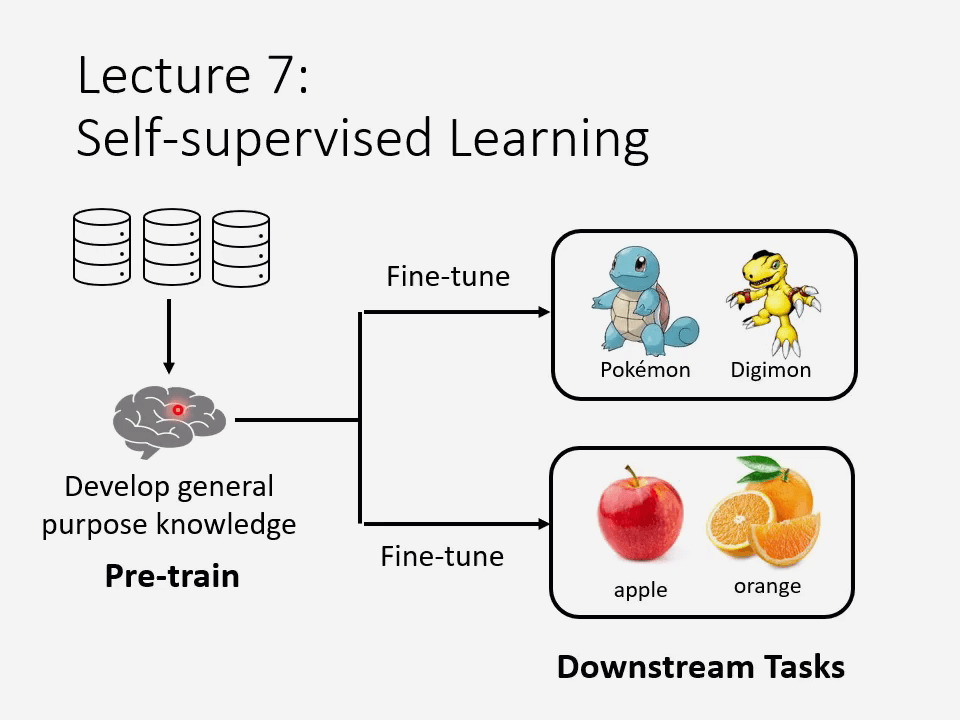 Lecture 7:
Self-supervised Learning
Fine-tune
Pokémon
Digimon
Develop general
purpose knowledge
Pre-train
Fine-tune
apple
orange
Downstream Tasks